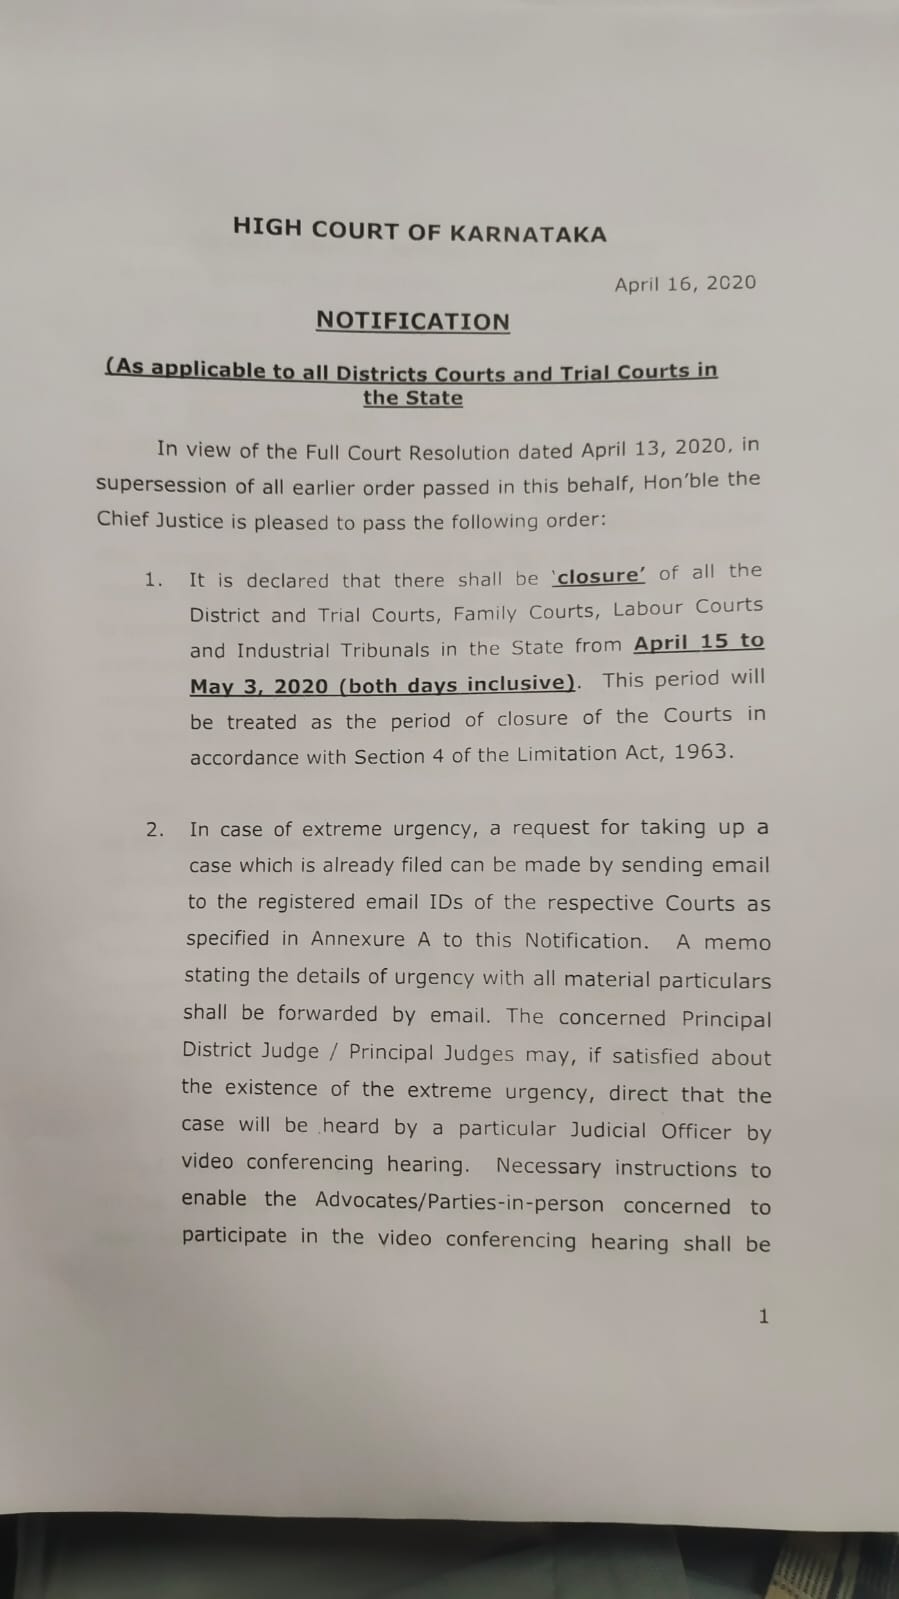 HIGH COURT OF KARNATAKA
April 16, 2020
NOTIFICATION
(As applicable to all Districts Courts and Trial Courts in
the State
In view of the Full Court Resolution dated April 13, 2020, in
supersession of all earlier order passed in this behalf, Hon'ble the
Chief Justice is pleased to pass the following order:
1. It is declared that there shall be 'closure' of all the
District and Trial Courts, Family Courts, Labour Courts
and Industrial Tribunals in the State from April 15 to
May 3, 2020 (both days inclusive). This period will
be treated as the period of closure of the Courts in
accordance with Section 4 of the Limitation Act, 1963.
2. In case of extreme urgency, a request for taking up a
case which is already filed can be made by sending email
to the registered email IDs of the respective Courts as
specified in Annexure A to this Notification. A memo
stating the details of urgency with all material particulars
shall be forwarded by email. The concerned Principal
District Judge / Principal Judges may, if satisfied about
the existence of the extreme urgency, direct that the
case will be heard by a particular Judicial Officer by
video conferencing hearing. Necessary instructions to
enable the Advocates/Parties-in-person concerned to
participate in the video conferencing hearing shall be
1